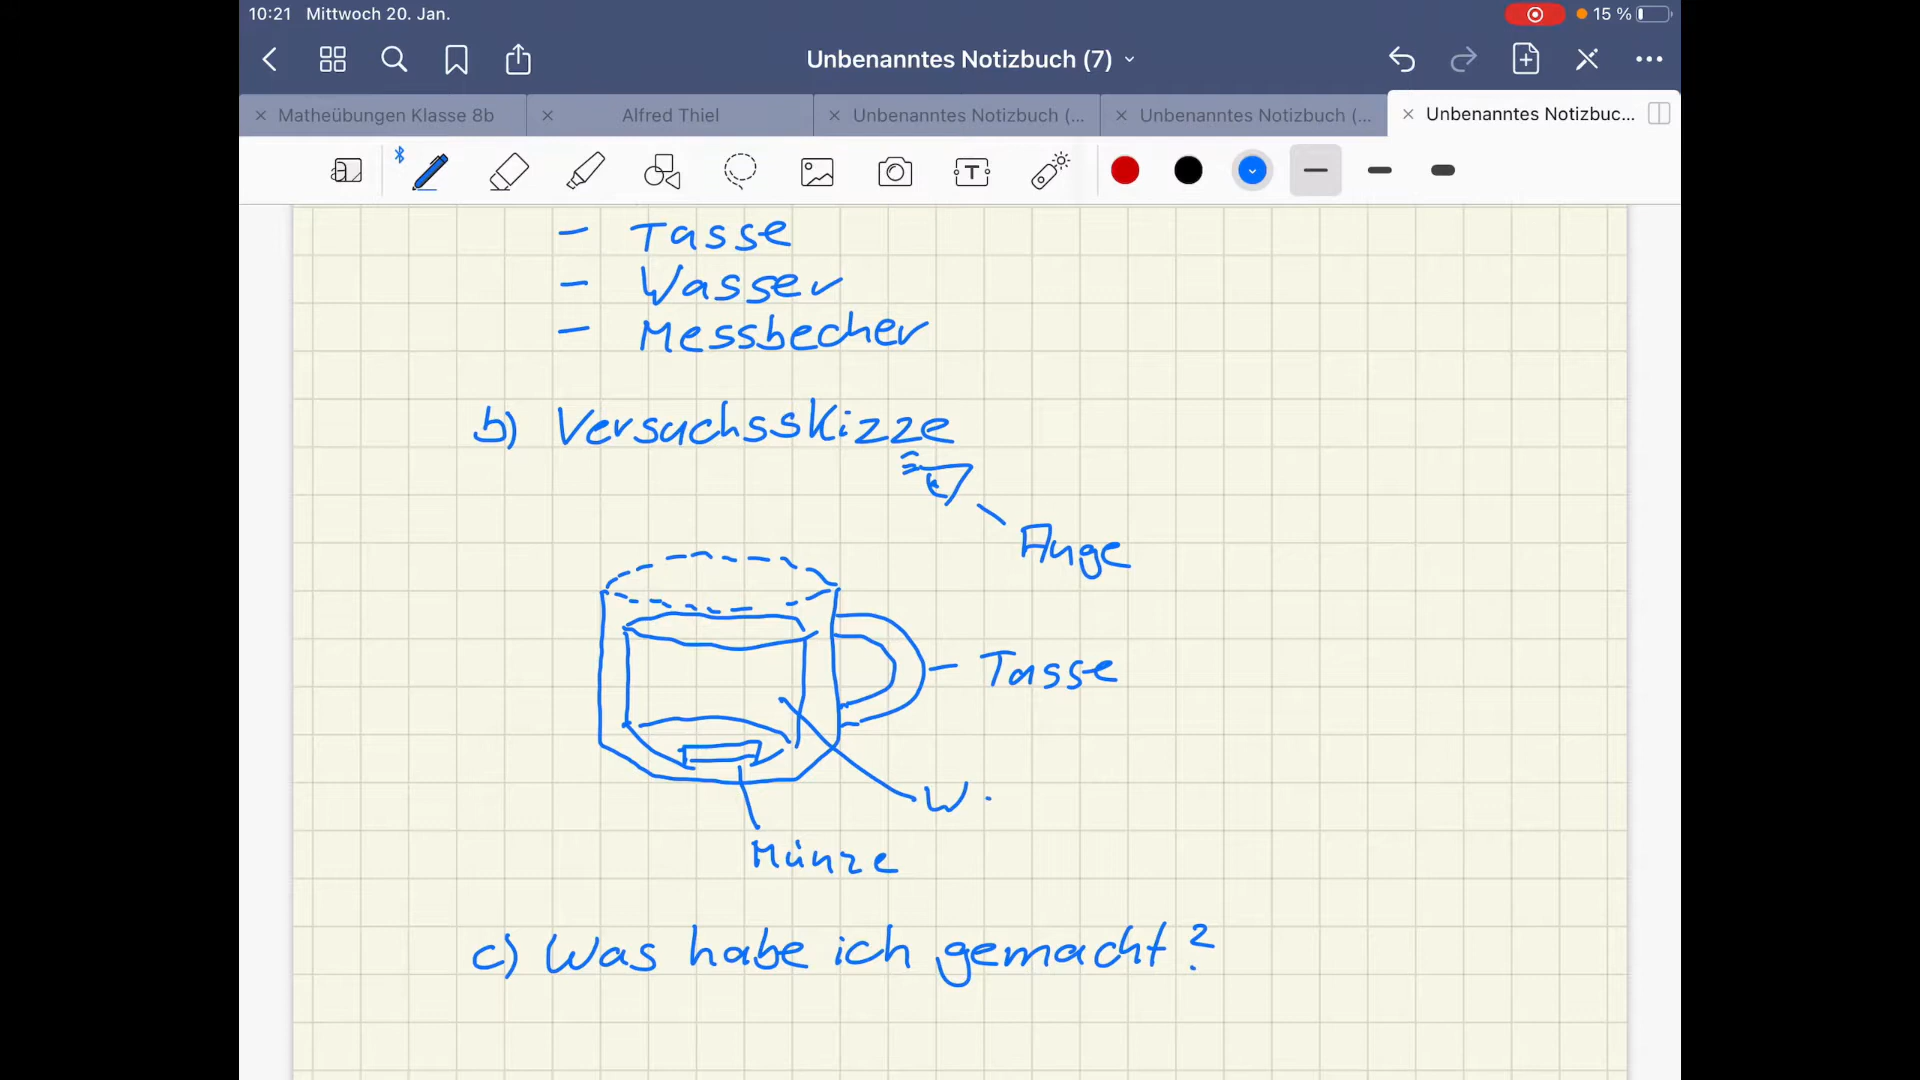 10:21 Mittwoch 20. Jan.
15 %
Unbenanntes Notizbuch (7)
Matheübungen Klasse 8b
Alfred Thiel
Unbenanntes Notizbuch (...
Unbenanntes Notizbuch (...
Unbenanntes Notizbuc...
a
T
- Tasse
- Wasser
- Messbecher
b) Versuchsskizze
Auge
Tasse
W
Münze
c) Was habe ich gemacht?